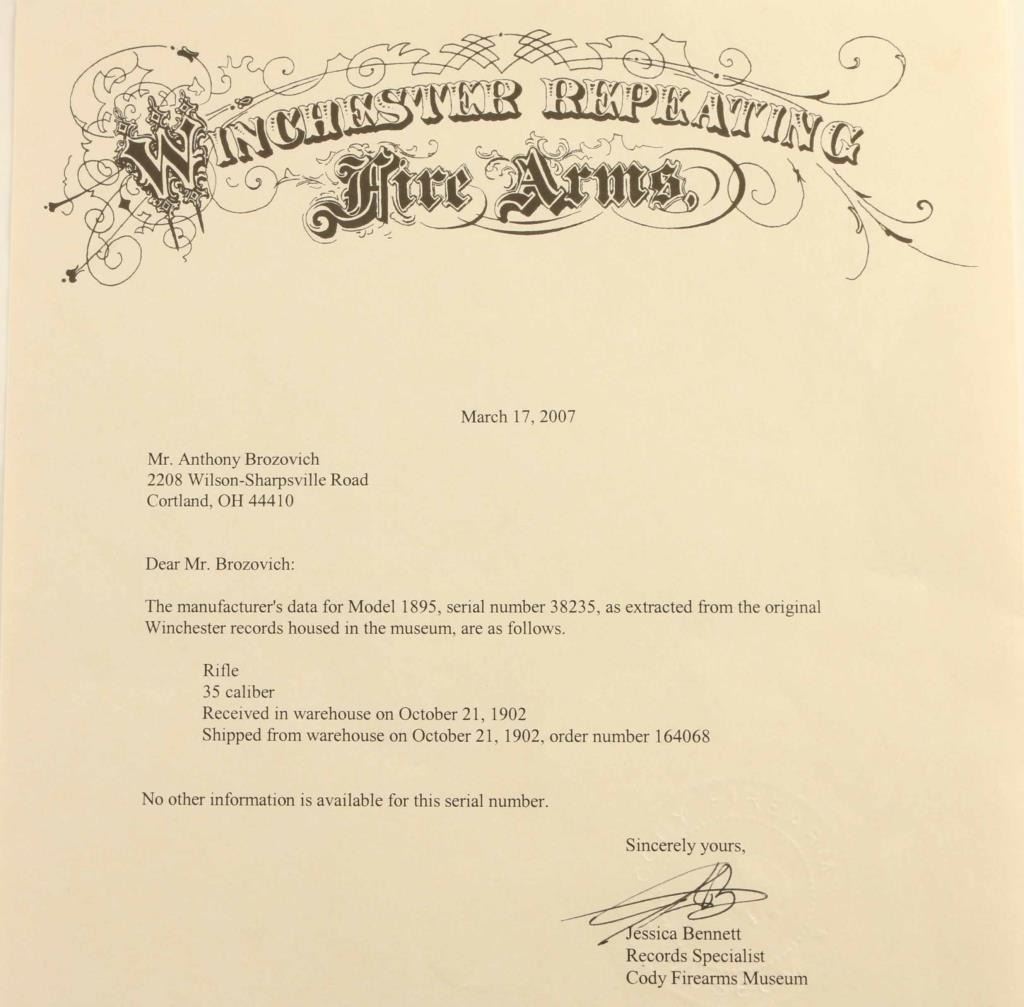 WINCHESTER REPEATING
Fire Arms,
March 17, 2007
Mr. Anthony Brozovich
2208 Wilson-Sharpsville Road
Cortland, OH 44410
Dear Mr. Brozovich:
The manufacturer's data for Model 1895, serial number 38235, as extracted from the original
Winchester records housed in the museum, are as follows.
Rifle
35 caliber
Received in warehouse on October 21, 1902
Shipped from warehouse on October 21, 1902, order number 164068
No other information is available for this serial number.
Sincerely yours,
Jessica Bennett
Records Specialist
Cody Firearms Museum